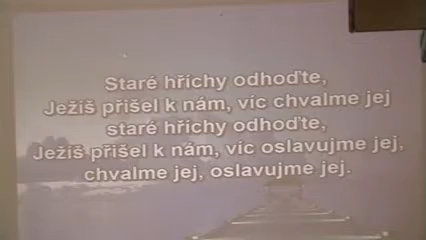 Staré hříchy odhoďte,
Ježíš přišel k nám, víc chvalme jej
staré hříchy odhoďte,
Ježíš přišel k nám, víc oslavujme jej,
chvalme jej, oslavujme jej.